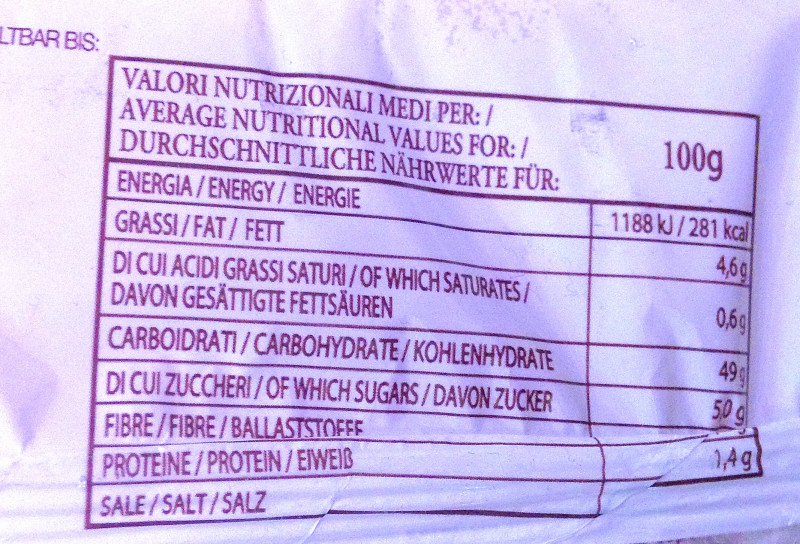 LTBAR BIS:
VALORI NUTRIZIONALI MEDI PER: /
AVERAGE NUTRITIONAL VALUES FOR: /
DURCHSCHNITTLICHE NÄHRWERTE FÜR:
100g
ENERGIA / ENERGY / ENERGIE
1188 kJ / 281 kcal
GRASSI / FAT / FETT
4,6g
DI CUI ACIDI GRASSI SATURI / OF WHICH SATURATES /
DAVON GESÄTTIGTE FETTSÄUREN
0,6g
CARBOIDRATI / CARBOHYDRATE / KOHLENHYDRATE
49g
DI CUI ZUCCHERI / OF WHICH SUGARS / DAVON ZUCKER
FIBRE / FIBRE / BALLASTSTOFFE
PROTEINE / PROTEIN / EIWEIß
1,4 g
SALE / SALT / SALZ